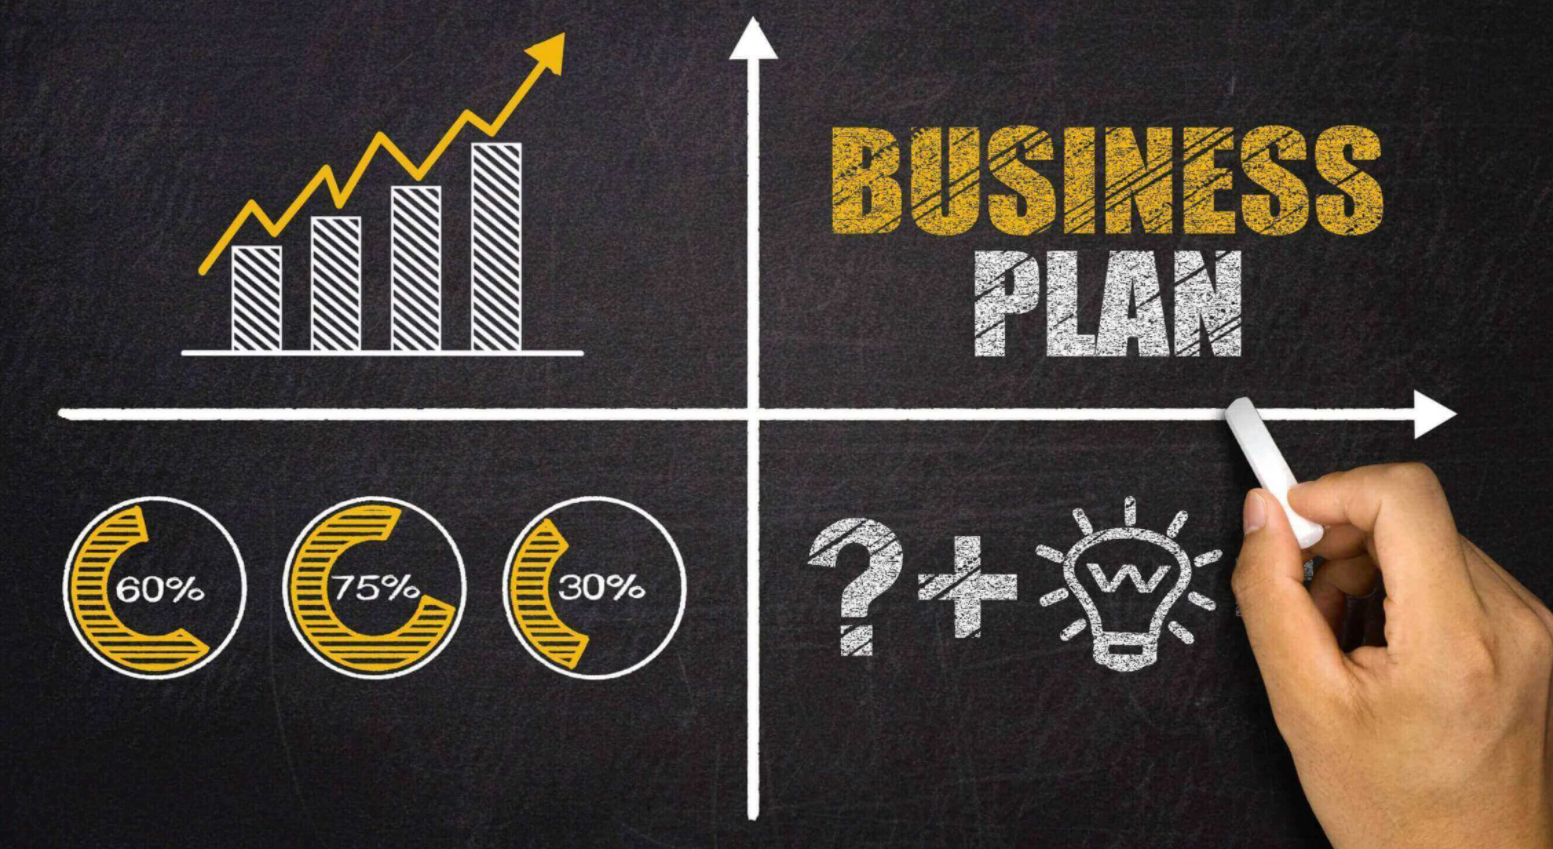 BUSINESS
PLAN
60% 75% 30%
? +